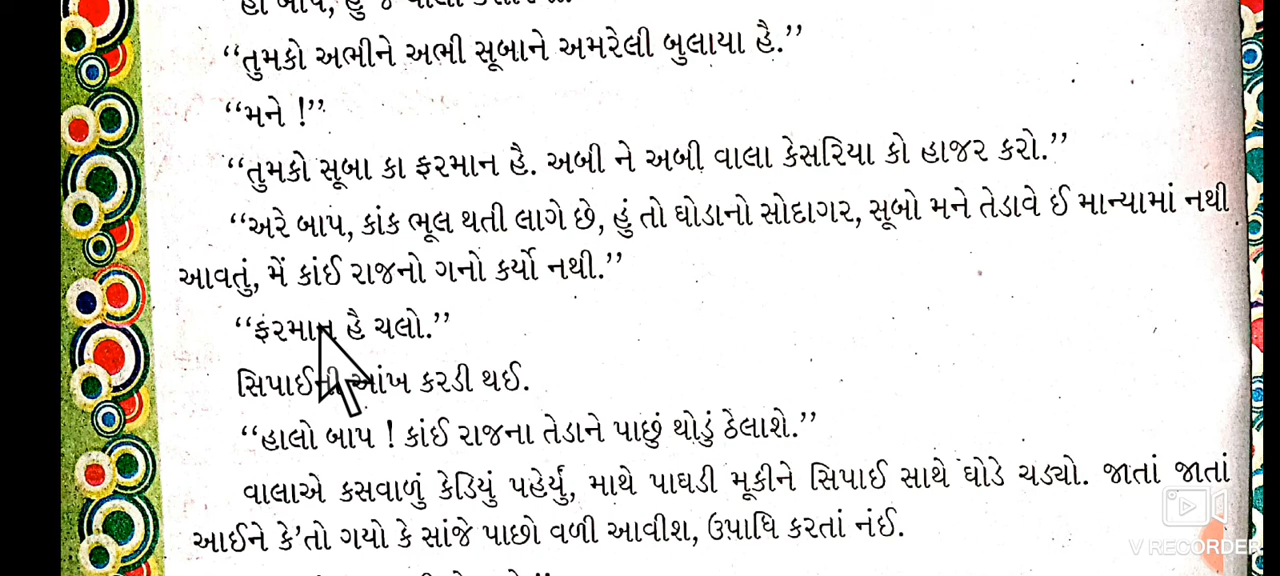 "તુમકો અભીને અભી સૂબાને અમરેલી બુલાયા હૈ."
"મને !"
"તુમકો સૂબા કા ફરમાન હૈ. અબી ને અબી વાલા કેસરિયા કો હાજર કરો."
"અરે બાપ, કાંક ભૂલ થતી લાગે છે, હું તો ઘોડાનો સોદાગર, સૂબો મને તેડાવે ઈ માન્યામાં નથી
આવતું, મેં કાંઈ રાજનો ગનો કર્યો નથી."
"ફરમાન હૈ ચલો."
સિપાઈની આંખ કરડી થઈ.
"હાલો બાપ ! કાંઈ રાજના તેડાને પાછું થોડું ઠેલાશે."
વાલાએ કસવાળું કેડિયું પહેર્યું, માથે પાઘડી મૂકીને સિપાઈ સાથે ઘોડે ચડ્યો. જાતાં જાતાં
આઈને કે'તો ગયો કે સાંજે પાછો વળી આવીશ, ઉપાધિ કરતાં નંઈ.
V RECORDER